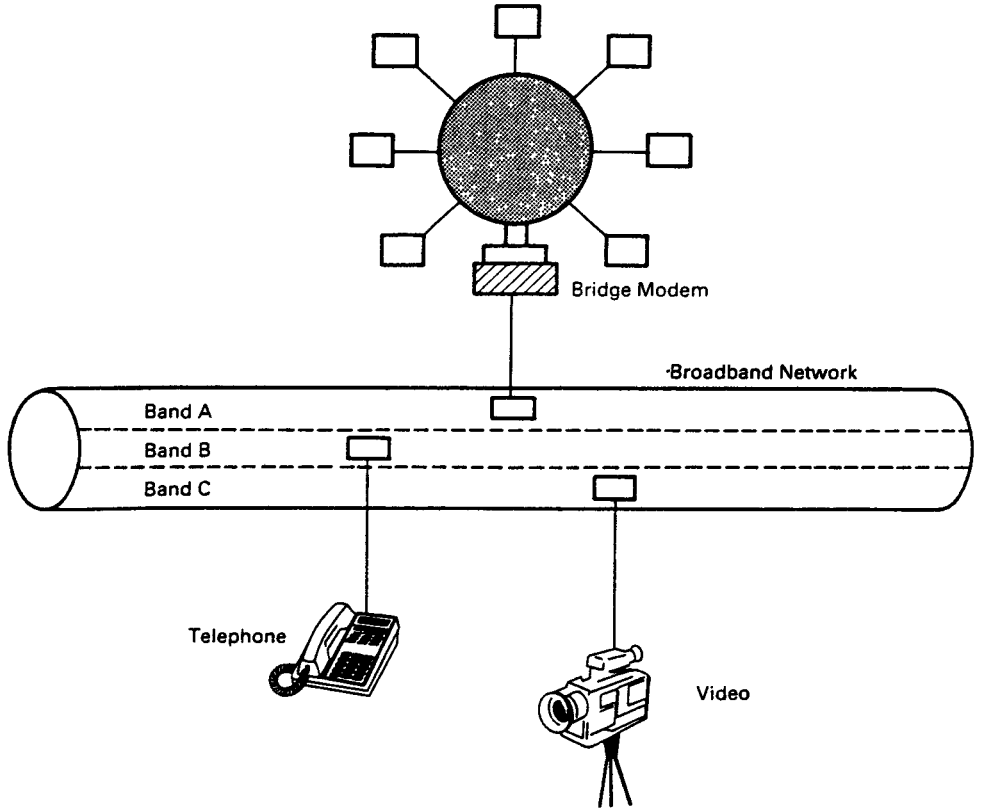 Bridge Modem
Broadband Network
Band A
Band B
Band C
Telephone
Video